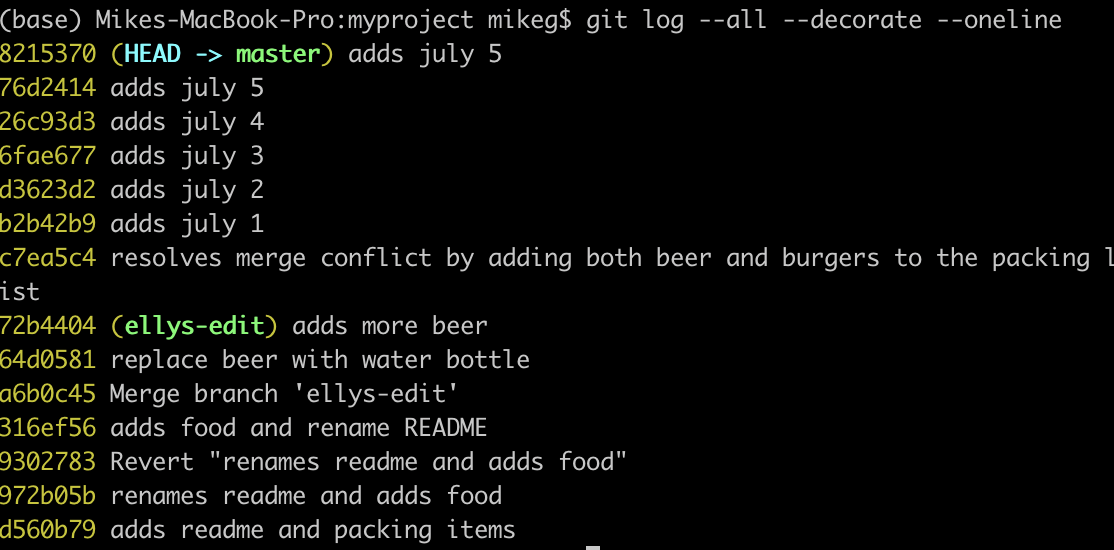 (base) Mikes-MacBook-Pro:myproject mikeg$ git log --all --decorate --oneline
8215370 (HEAD -> master) adds july 5
76d2414 adds july 5
26c93d3 adds july 4
6fae677 adds july 3
d3623d2 adds july 2
b2b42b9 adds july 1
c7ea5c4 resolves merge conflict by adding both beer and burgers to the packing l
ist
72b4404 (ellys-edit) adds more beer
64d0581 replace beer with water bottle
a6b0c45 Merge branch 'ellys-edit'
316ef56 adds food and rename README
9302783 Revert "renames readme and adds food"
972b05b renames readme and adds food
d560b79 adds readme and packing items